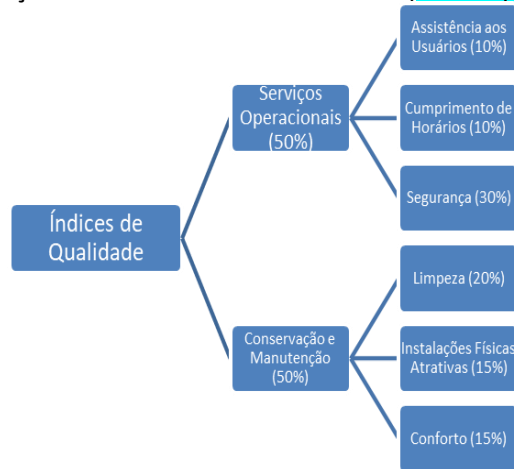 Assistência aos
Usuários (10%)
Serviços
Operacionais
(50%)
Cumprimento de
Horários (10%)
Segurança (30%)
Índices de
Qualidade
Limpeza (20%)
Conservação e
Manutenção
(50%)
Instalações Físicas
Atrativas (15%)
Conforto (15%)